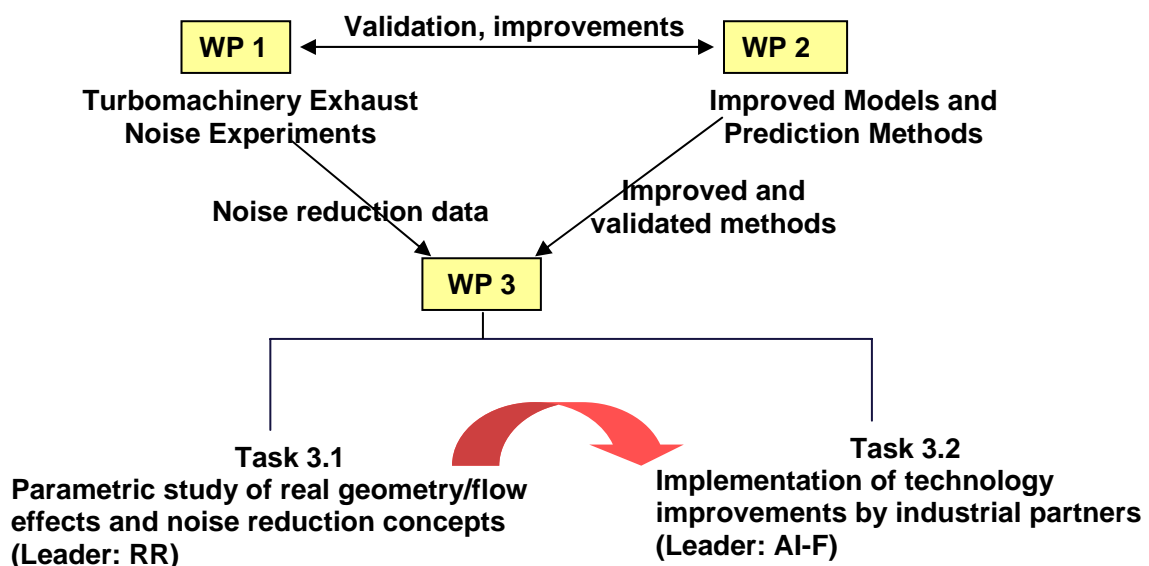 Validation, improvements
WP 1
WP 2
Turbomachinery Exhaust
Noise Experiments
Improved Models and
Prediction Methods
Noise reduction data
Improved and
validated methods
WP 3
Task 3.1
Parametric study of real geometry/flow
effects and noise reduction concepts
(Leader: RR)
Task 3.2
Implementation of technology
improvements by industrial partners
(Leader: AI-F)